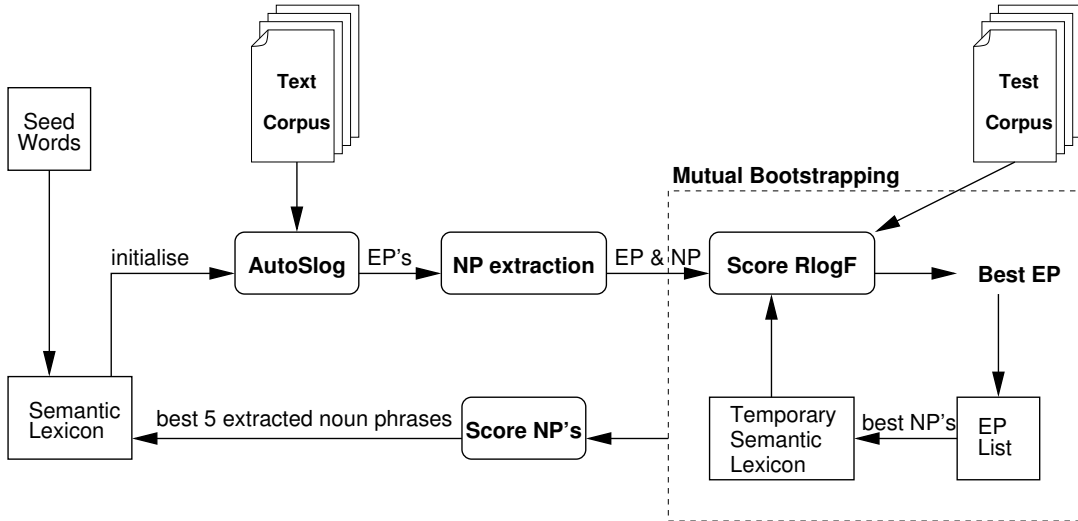 Text
Corpus
Test
Corpus
Seed
Words
Mutual Bootstrapping
initialise
AutoSlog
EP's
NP extraction
EP & NP
Score RlogF
Best EP
Semantic
Lexicon
best 5 extracted noun phrases
Score NP's
Temporary
Semantic
Lexicon
best NP's
EP
List